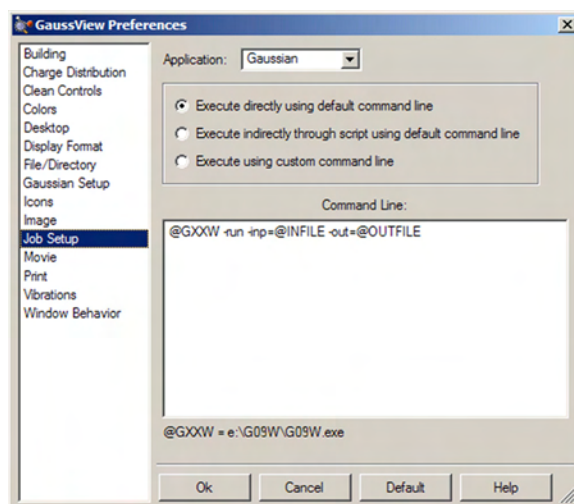 GaussView Preferences
Building
Charge Distribution
Clean Controls
Colors
Desktop
Display Format
File/Directory
Gaussian Setup
Icons
Image
Job Setup
Movie
Print
Vibrations
Window Behavior
Application: Gaussian
Execute directly using default command line
Execute indirectly through script using default command line
Execute using custom command line
Command Line:
@GXXW -run -inp=@INFILE -out=@OUTFILE
@GXXW = e:\G09W\G09W.exe
Ok Cancel Default Help